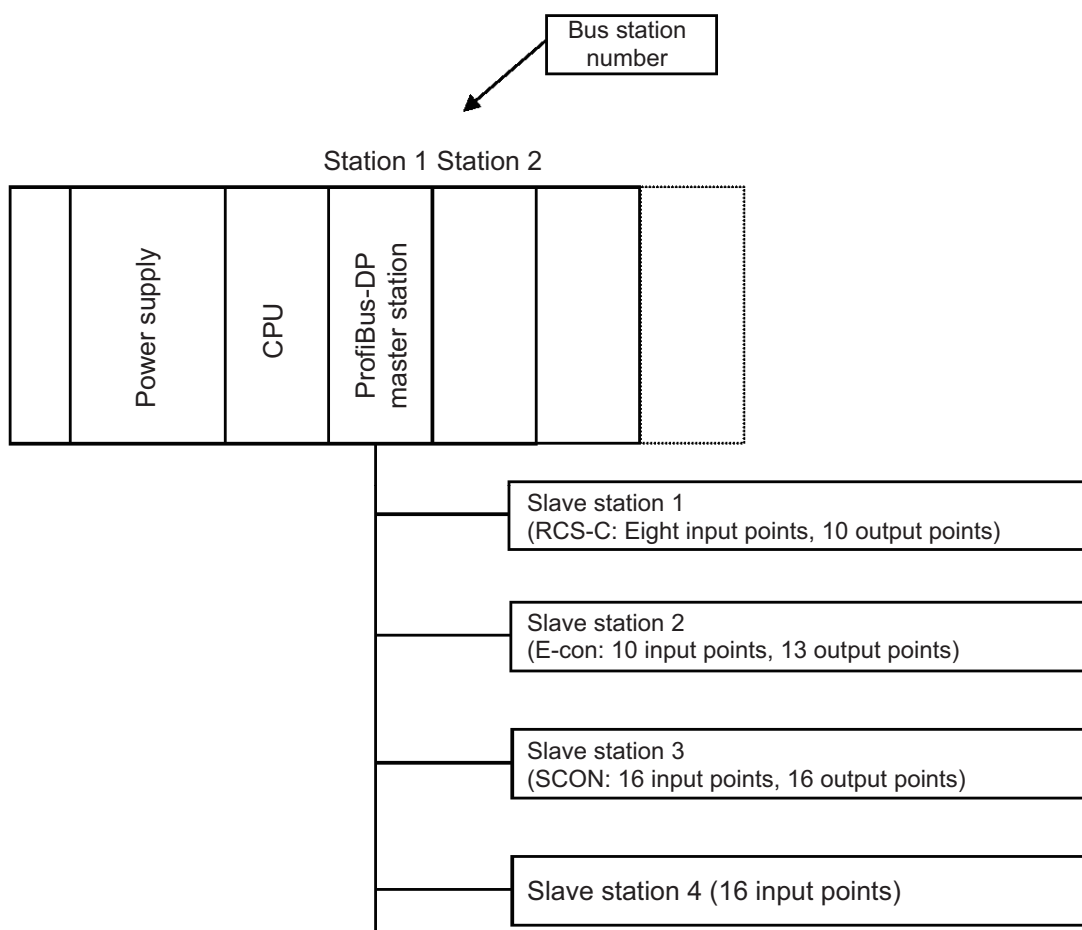 Bus station
number
Station 1 Station 2
Power supply
CPU
ProfiBus-DP
master station
Slave station 1
(RCS-C: Eight input points, 10 output points)
Slave station 2
(E-con: 10 input points, 13 output points)
Slave station 3
(SCON: 16 input points, 16 output points)
Slave station 4 (16 input points)